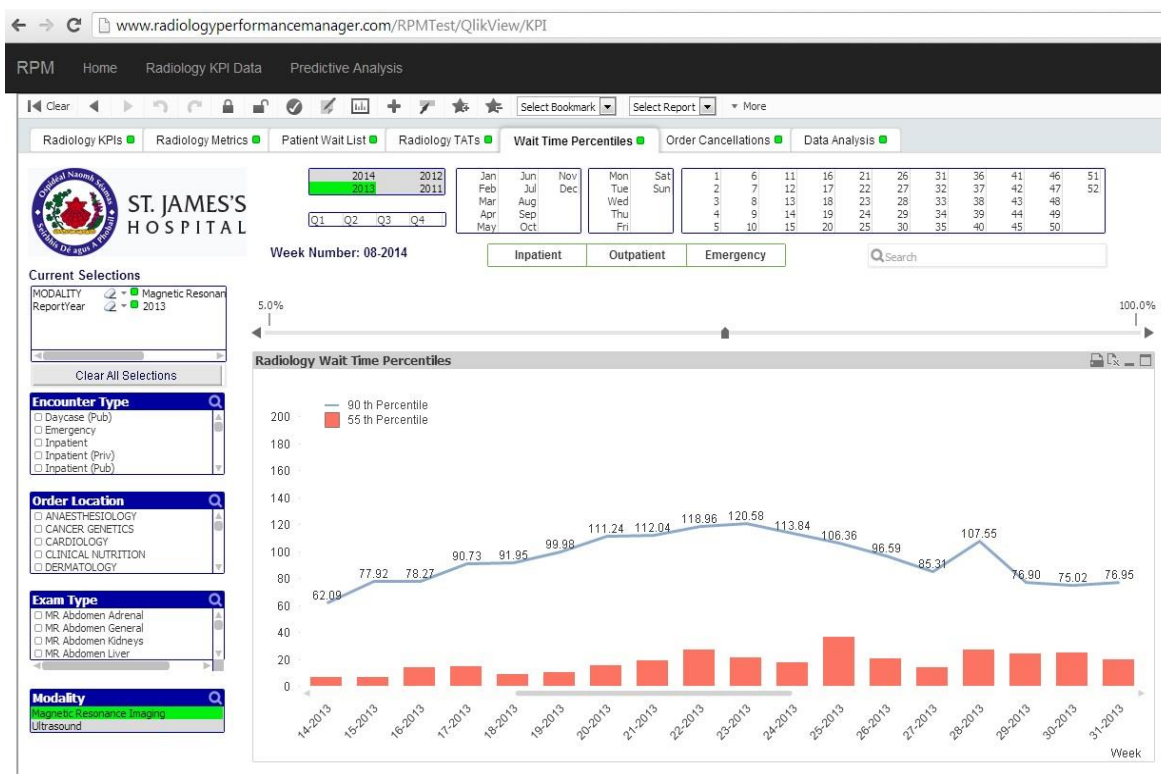 www.radiologyperformancemanager.com/RPMTest/QlikView/KPI
RPM Home Radiology KPI Data Predictive Analysis
Clear Select Bookmark Select Report More
Radiology KPIs Radiology Metrics Patient Wait List Radiology TATs Wait Time Percentiles Order Cancellations Data Analysis
Ospidéal Naomh Séamas
Seirbhís Dé agus A Phobail
ST. JAMES'S
HOSPITAL
2014 2012
2013 2011
Q1 Q2 Q3 Q4
Jan Jun Nov
Feb Jul Dec
Mar Aug
Apr Sep
May Oct
Mon Sat
Tue Sun
Wed
Thu
Fri
1 6 11 16 21 26 31 36 41 46 51
2 7 12 17 22 27 32 37 42 47 52
3 8 13 18 23 28 33 38 43 48
4 9 14 19 24 29 34 39 44 49
5 10 15 20 25 30 35 40 45 50
Week Number: 08-2014
Inpatient Outpatient Emergency
Search
Current Selections
MODALITY Magnetic Resonan
ReportYear 2013
Clear All Selections
5.0% 100.0%
Encounter Type
Daycase (Pub)
Emergency
Inpatient
Inpatient (Priv)
Inpatient (Pub)
Order Location
ANAESTHESIOLOGY
CANCER GENETICS
CARDIOLOGY
CLINICAL NUTRITION
DERMATOLOGY
Exam Type
MR Abdomen Adrenal
MR Abdomen General
MR Abdomen Kidneys
MR Abdomen Liver
Modality
Magnetic Resonance Imaging
Ultrasound
Radiology Wait Time Percentiles
90 th Percentile
55 th Percentile
200
180
160
140
120
100
80
60
40
20
0
62.09 77.92 78.27 90.73 91.95 99.98 111.24 112.04 118.96 120.58 113.84 106.36 96.59 85.31 107.55 76.90 75.02 76.95
14-2013 15-2013 16-2013 17-2013 18-2013 19-2013 20-2013 21-2013 22-2013 23-2013 24-2013 25-2013 26-2013 27-2013 28-2013 29-2013 30-2013 31-2013
Week